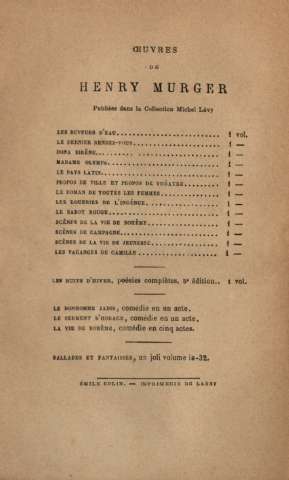 ŒUVRES
DE
HENRY MURGER
Publiées dans la Collection Michel Lévy
LES BUVEURS D'EAU........................ 1 vol.
LE DERNIER RENDEZ-VOUS.................... 1 —
DONA SIRÈNE........................ 1 —
MADAME OLYMPE........................ 1 —
LE PAYS LATIN........................ 1 —
PROPOS DE VILLE ET PROPOS DE THÉATRE........ 1 —
LE ROMAN DE TOUTES LES FEMMES............ 1 —
LES ROUERIES DE L'INGÉNUE................ 1 —
LE SABOT ROUGE........................ 1 —
SCÈNES DE LA VIE DE BOHÈME................ 1 —
SCÈNES DE CAMPAGNE........................ 1 —
SCÈNES DE LA VIE DE JEUNESSE............ 1 —
LES VACANCES DE CAMILLE................ 1 —
LES NUITS D'HIVER, poésies complètes, 5e édition.. 1 vol.
LE BONHOMME JADIS, comédie en un acte.
LE SERMENT D'HORACE, comédie en un acte.
LA VIE DE BOHÈME, comédie en cinq actes.
BALLADES ET FANTAISIES, un joli volume in-32.
ÉMILE COLIN. — IMPRIMERIE DE LAGNY